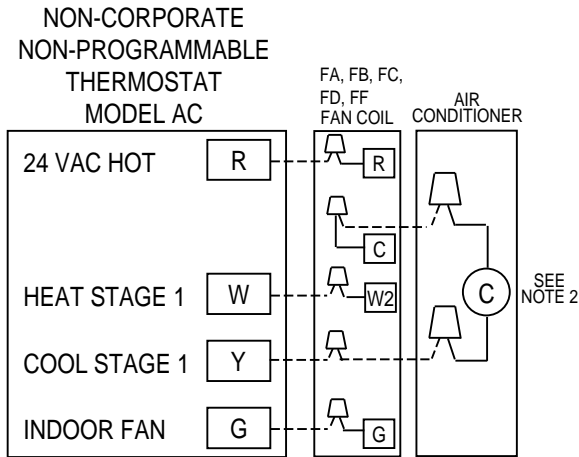 NON-CORPORATE
NON-PROGRAMMABLE
THERMOSTAT
MODEL AC
FA, FB, FC,
FD, FF
FAN COIL
AIR
CONDITIONER
24 VAC HOT
R
R
C
HEAT STAGE 1
W
W2
C
SEE
NOTE 2
COOL STAGE 1
Y
INDOOR FAN
G
G